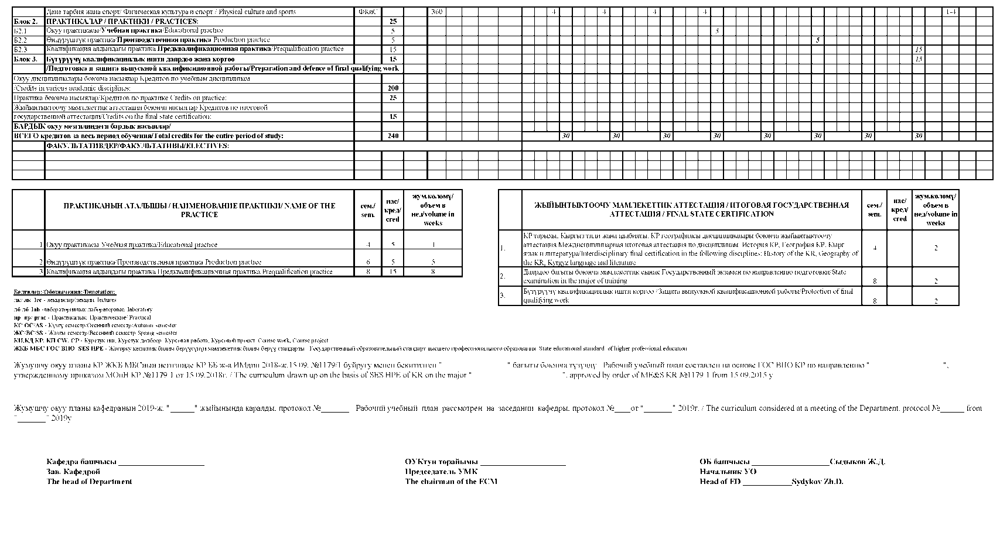 Дене тарбия жана спорт/ Физическая культура и спорт / Physical culture and sports ФКиС 360 4 4 4 4 1-4
Блок 2. ПРАКТИКАЛАР / ПРАКТИКИ / PRACTICES: 25
Б2.1 Окуу практикасы/Учебная практика/Educational practice 5 5
Б2.2 Өндүрүштүк практика/Производственная практика Production practice 5 5
Б2.3 Квалификация алдындагы практика Предквалификационная практика/Prequalification practice 15 15
Блок 3. Бүтүрүүчү квалификациялык ишти даярдоо жана коргоо 15 15
/Подготовка и защита выпускной квалификационной работы/Preparation and defence of final qualifying work
Окуу дисциплиналары боюнча насыялар Кредитов по учебным дисциплинам
/Credits in various academic disciplines: 200
Практика боюнча насыялар/Кредитов по практике Credits on practice: 25
Жыйынтыктоочу мамлекеттик аттестация боюнча насыялар Кредитов по итоговой
государственной аттестации/Credits on the final state certification: 15
БАРДЫК окуу мезгилиндеги бардык насыялар/
ВСЕГО кредитов за весь период обучения/Total credits for the entire period of study: 240 30 30 30 30 30 30 30 30
ФАКУЛЬТАТИВДЕР/ФАКУЛЬТАТИВЫ/ELECTIVES:
ПРАКТИКАНЫН АТАЛЫШЫ / НАИМЕНОВАНИЕ ПРАКТИКИ/ NAME OF THE
PRACTICE
сем./
sem.
нас/
кред/
cred
жум.көлөмү/
объем в
нед/volume in
weeks
1 Окуу практикасы Учебная практика/Educational practice 4 5 1
2 Өндүрүштүк практика/Производственная практика Production practice 6 5 5
3 Квалификация алдындагы практика Предквалификационная практика Prequalification practice 8 15 8
ЖЫЙЫНТЫКТООЧУ МАМЛЕКЕТТИК АТТЕСТАЦИЯ / ИТОГОВАЯ ГОСУДАРСТВЕННАЯ
АТТЕСТАЦИЯ / FINAL STATE CERTIFICATION
сем./
sem.
нас/
кред/
cred
жум.көлөмү/
объем в
нед/volume in
weeks
1. КР тарыхы, Кыргыз тили жана адабияты, КР географиясы дисциплиналары боюнча жыйынтыктоочу
аттестация Междисциплинарная итоговая аттестация по дисциплинам: История КР, География КР, Кырг.
язык и литература/Interdisciplinary final certification in the following disciplines: History of the KR, Geography of
the KR, Kyrgyz language and literature 4 2
2. Даярдоо багыты боюнча мамлекеттик сынак Государственный экзамен по направлению подготовки/State
examination in the major of training 8 2
3. Бүтүрүүчү квалификациялык ишти коргоо /Защита выпускной квалификационной работы/Protection of final
qualifying work 8 2
Белгилер:/Обозначения:/Denotation:
лк/ лк lec - лекциялар/лекции lectures
лб лб lab -лабораториялык лабораторные, laboratory
пр пр/ prac - Практикалык, Практические/ Practical
КС ОС/AS - Күзгү семестр/Осенний семестр/Autumn semester
ЖС/ВС/SS - Жазгы семестр/Весенний семестр Spring semester
КИ,КД КР, КП CW, CP - Курстук иш, Курстук долбоор Курсовая работа, Курсовой проект Course work, Course project
ЖКБ МБС ГОС ВПО SES HPE - Жогорку кесиптик билим берүүсүнүн мамлекеттик билим берүү стандарты Государственный образовательный стандарт высшего профессионального образования State educational standard of higher professional education
Жумушчу окуу планы КР ЖКБ МБСнын негизинде КР ББ ж-а ИМдин 2018-ж.15.09. №1179/1 буйругу менен бекитилген " " багыты боюнча түзүлдү Рабочий учебный план составлен на основе ГОС ВПО КР по направлению " ",
утвержденному приказом МОиН КР №1179 1 от 15.09.2018г. / The curriculum drawn up on the basis of SES HPE of KR on the major " ", approved by order of ME&S KR №1179 1 from 15.09.2015 y
Жумушчу окуу планы кафедранын 2019-ж. "______" жыйынында каралды, протокол №_______ Рабочий учебный план рассмотрен на заседании кафедры, протокол №____от "_______" 2019г. / The curriculum considered at a meeting of the Department, protocol №______ from
"_______" 2019y
Кафедра башчысы ____________________ ОУКтун төрайымы ____________________ ОБ башчысы ___________________Сыдыков Ж.Д.
Зав. Кафедрой Председатель УМК Начальник УО
The head of Department The chairman of the ECM Head of ED ____________Sydykov Zh.D.